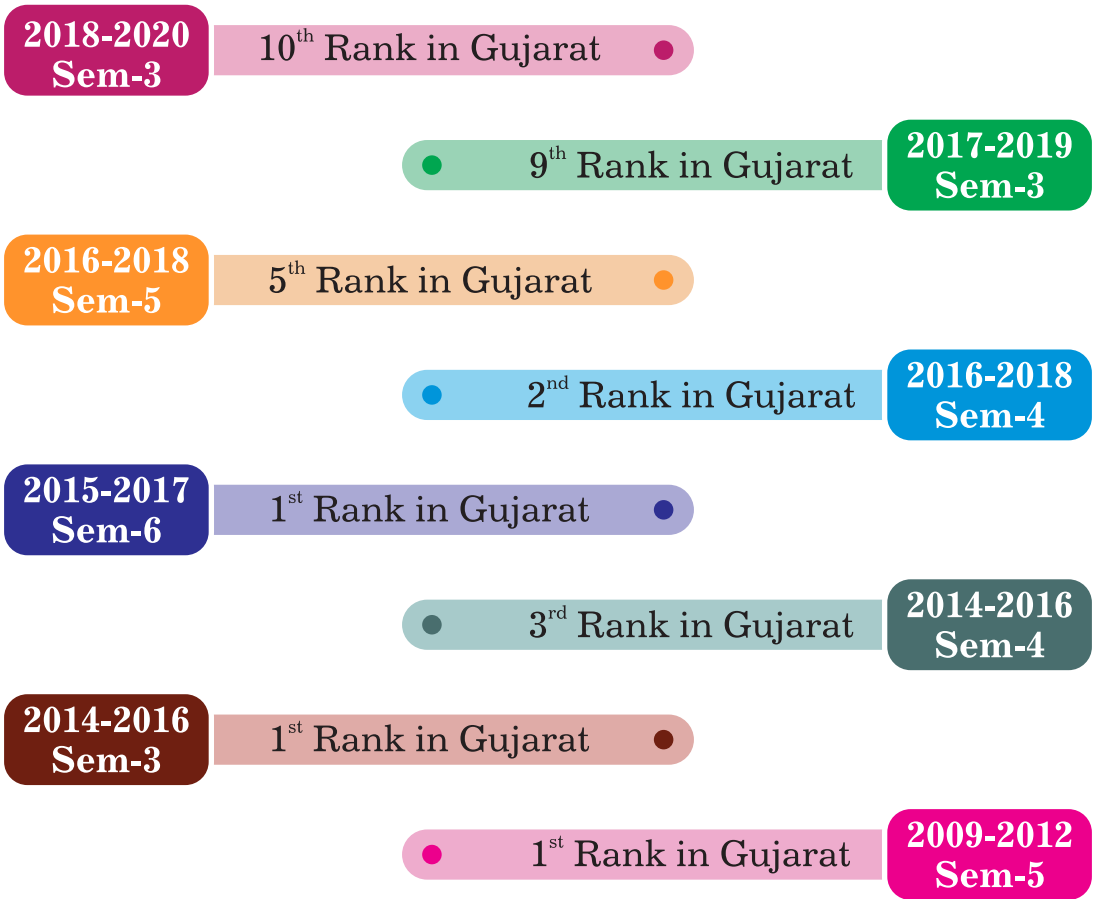 2018-2020
Sem-3
10th Rank in Gujarat
9th Rank in Gujarat
2017-2019
Sem-3
2016-2018
Sem-5
5th Rank in Gujarat
2nd Rank in Gujarat
2016-2018
Sem-4
2015-2017
Sem-6
1st Rank in Gujarat
3rd Rank in Gujarat
2014-2016
Sem-4
2014-2016
Sem-3
1st Rank in Gujarat
1st Rank in Gujarat
2009-2012
Sem-5